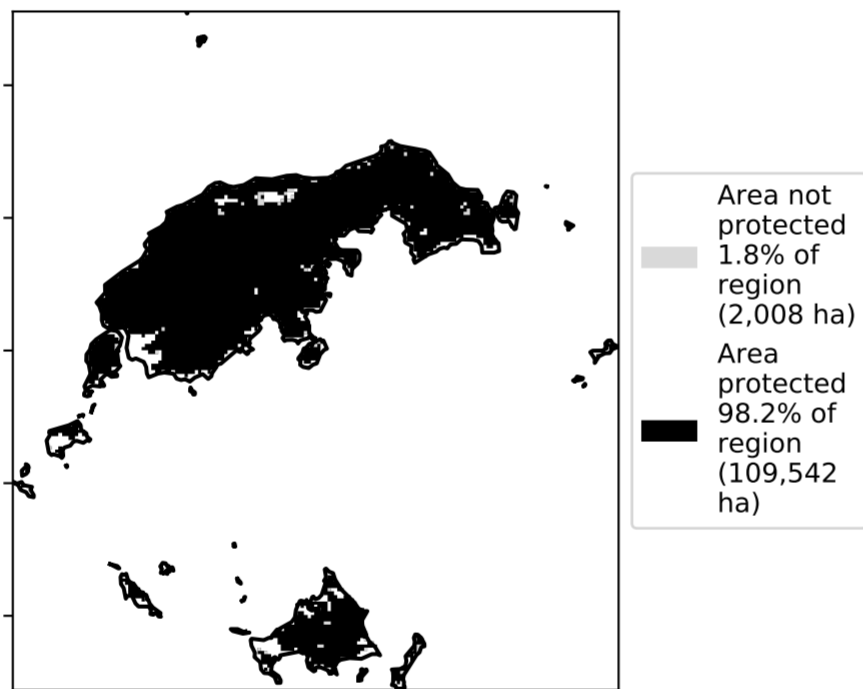 Area not
protected
1.8% of
region
(2,008 ha)
Area
protected
98.2% of
region
(109,542
ha)